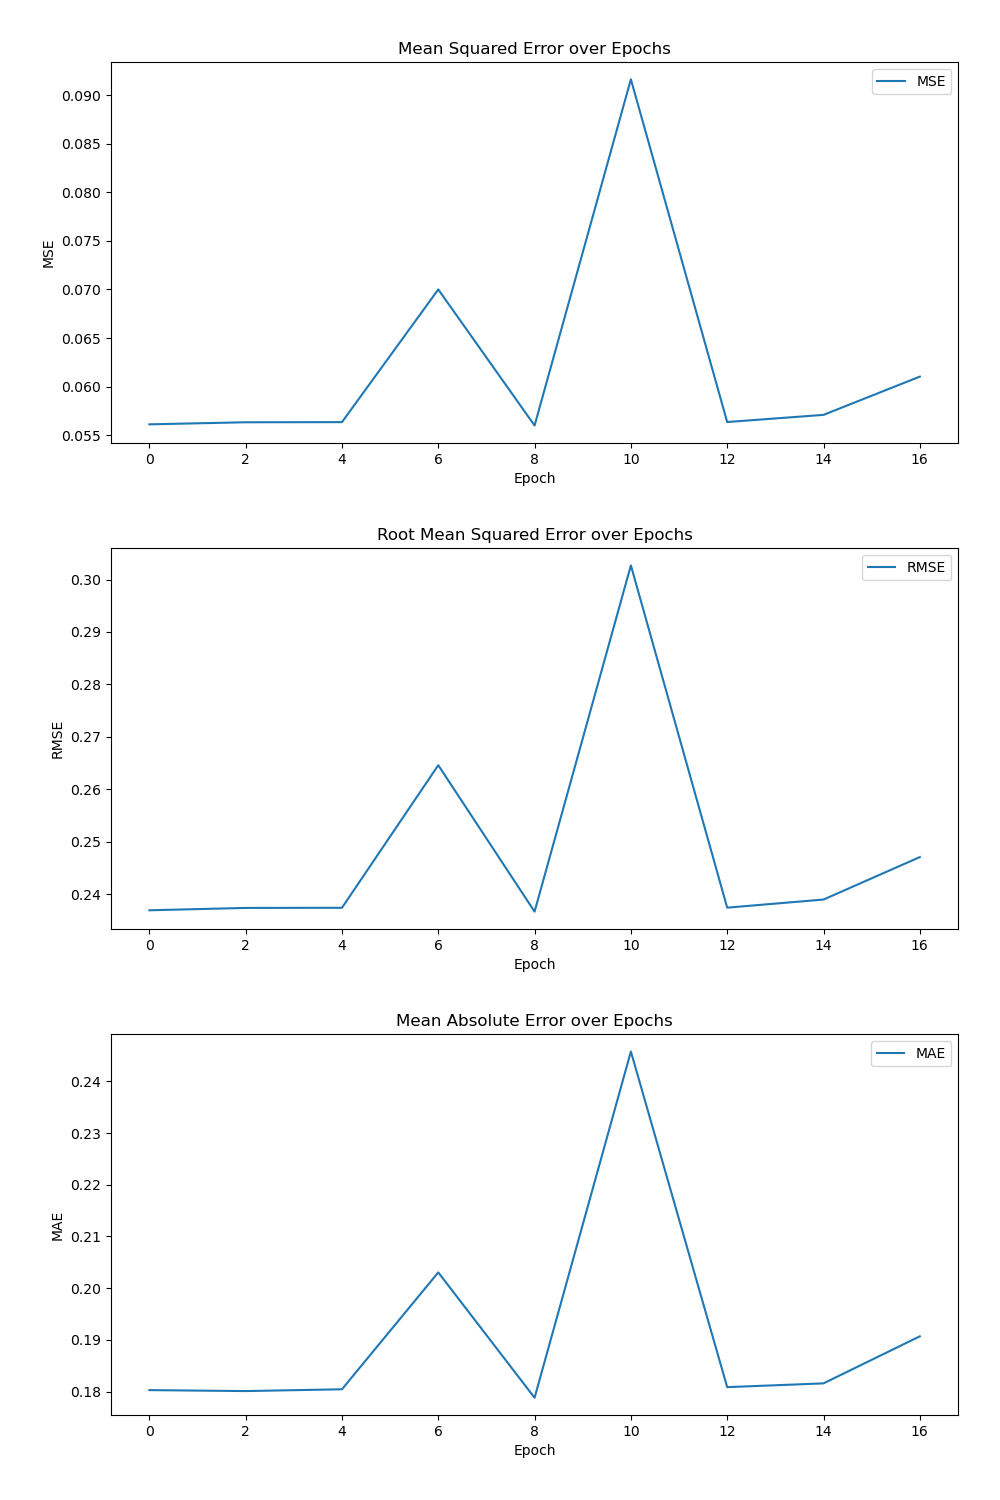 Mean Squared Error over Epochs
MSE
0.090
0.085
0.080
0.075
0.070
0.065
0.060
0.055
MSE
0 2 4 6 8 10 12 14 16
Epoch
Root Mean Squared Error over Epochs
RMSE
0.30
0.29
0.28
0.27
0.26
0.25
0.24
RMSE
0 2 4 6 8 10 12 14 16
Epoch
Mean Absolute Error over Epochs
MAE
0.24
0.23
0.22
0.21
0.20
0.19
0.18
MAE
0 2 4 6 8 10 12 14 16
Epoch